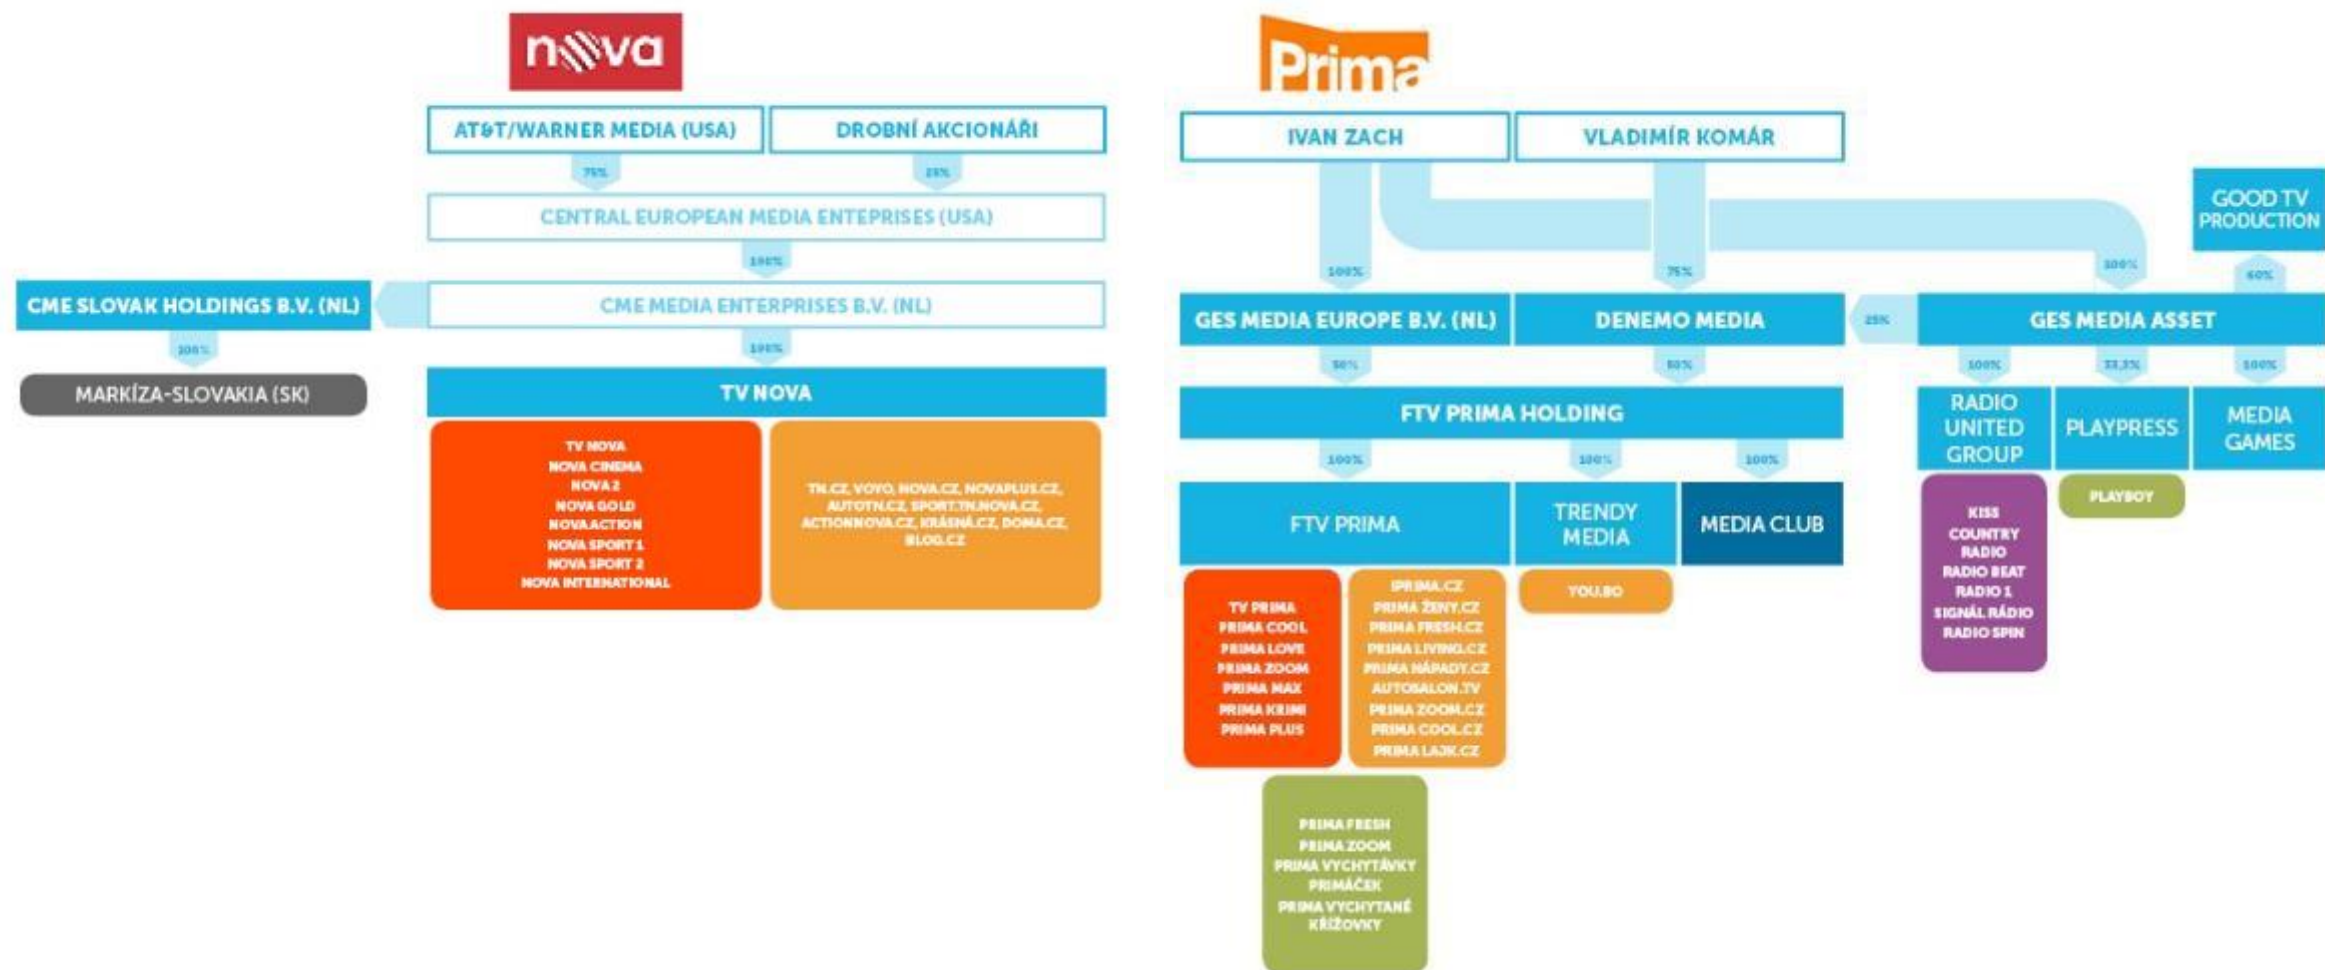 nova
AT&T/WARNER MEDIA (USA)
DROBNÍ AKCIONÁŘI
75%
25%
CENTRAL EUROPEAN MEDIA ENTEPRISES (USA)
100%
CME SLOVAK HOLDINGS B.V. (NL)
CME MEDIA ENTERPRISES B.V. (NL)
100%
100%
MARKÍZA-SLOVAKIA (SK)
TV NOVA
TV NOVA
NOVA CINEMA
NOVA 2
NOVA GOLD
NOVA ACTION
NOVA SPORT 1
NOVA SPORT 2
NOVA INTERNATIONAL
TN.CZ, VOYO, NOVA.CZ, NOVAPLUS.CZ,
AUTOTN.CZ, SPORT.TN.NOVA.CZ,
ACTIONNOVA.CZ, KRÁSNÁ.CZ, DOMA.CZ,
BLOG.CZ
Prima
IVAN ZACH
VLADIMÍR KOMÁR
GOOD TV
PRODUCTION
100%
75%
100%
60%
GES MEDIA EUROPE B.V. (NL)
DENEMO MEDIA
25%
GES MEDIA ASSET
50%
50%
100%
33,3%
100%
FTV PRIMA HOLDING
RADIO
UNITED
GROUP
PLAYPRESS
MEDIA
GAMES
100%
100%
100%
FTV PRIMA
TRENDY
MEDIA
MEDIA CLUB
KISS
COUNTRY
RADIO
RADIO BEAT
RADIO 1
SIGNÁL RÁDIO
RADIO SPIN
PLAYBOY
TV PRIMA
PRIMA COOL
PRIMA LOVE
PRIMA ZOOM
PRIMA MAX
PRIMA KRIMI
PRIMA PLUS
IPRIMA.CZ
PRIMA ŽENY.CZ
PRIMA FRESH.CZ
PRIMA LIVING.CZ
PRIMA NÁPADY.CZ
AUTOSALON.TV
PRIMA ZOOM.CZ
PRIMA COOL.CZ
PRIMA LAJK.CZ
YOU.BO
PRIMA FRESH
PRIMA ZOOM
PRIMA VYCHYTÁVKY
PRIMÁČEK
PRIMA VYCHYTANÉ
KŘÍŽOVKY